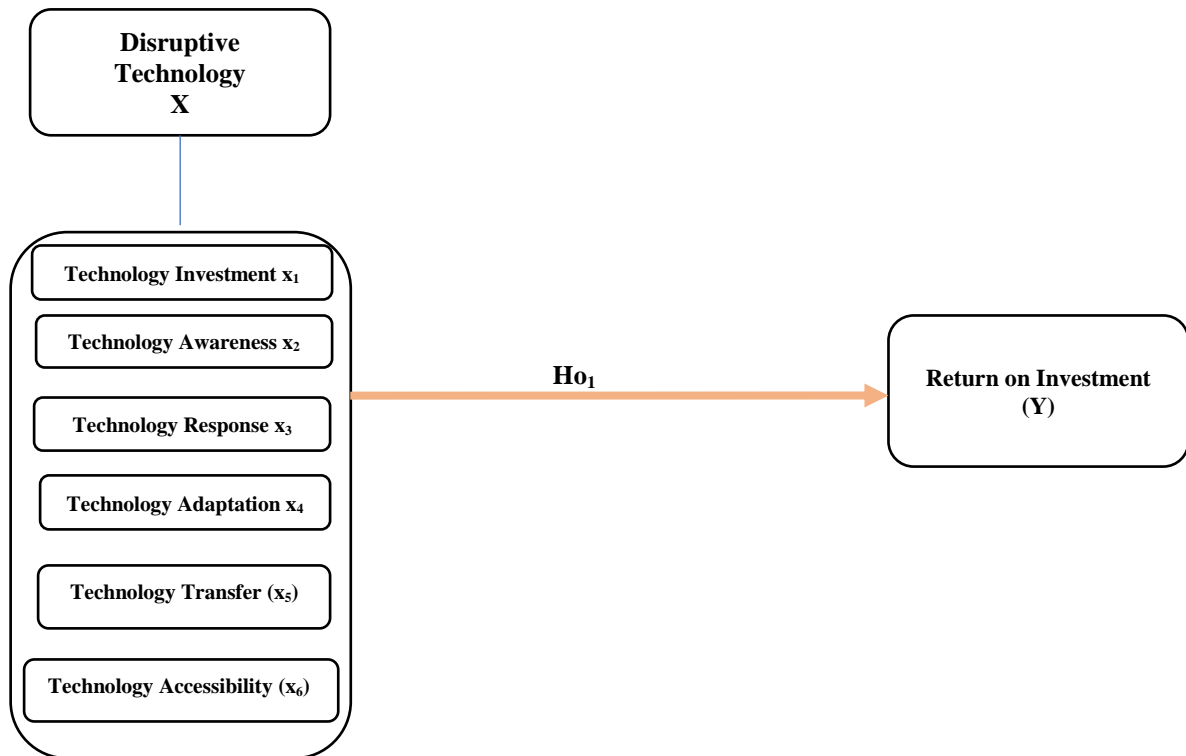 Disruptive
Technology
X
Technology Investment x₁
Technology Awareness x₂
Ho₁
Technology Response x₃
Return on Investment
(Y)
Technology Adaptation x₄
Technology Transfer (x₅)
Technology Accessibility (x₆)